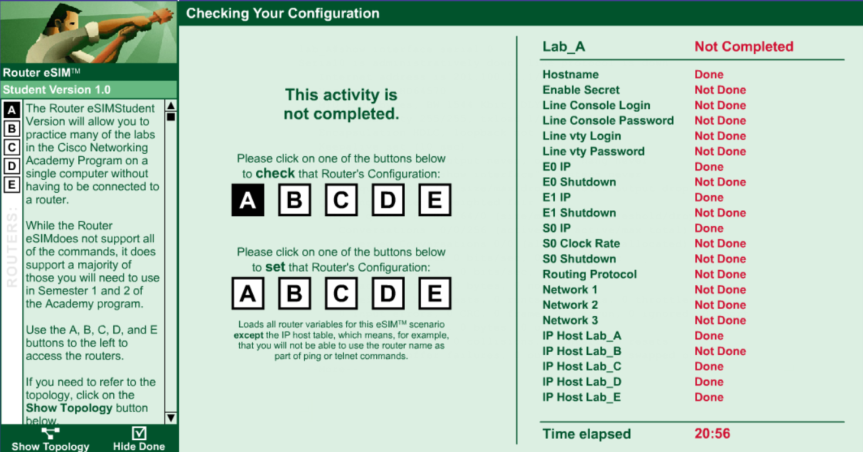 Checking Your Configuration
Router eSIM™
Student Version 1.0
A
B
C
D
E
ROUTERS:
The Router eSIMStudent
Version will allow you to
practice many of the labs
in the Cisco Networking
Academy Program on a
single computer without
having to be connected to
a router.
While the Router
eSIMdoes not support all
of the commands, it does
support a majority of
those you will need to use
in Semester 1 and 2 of
the Academy program.
Use the A, B, C, D, and E
buttons to the left to
access the routers.
If you need to refer to the
topology, click on the
Show Topology button
below.
Show Topology
Hide Done
This activity is
not completed.
Please click on one of the buttons below
to check that Router's Configuration:
A B C D E
Please click on one of the buttons below
to set that Router's Configuration:
A B C D E
Loads all router variables for this eSIM™ scenario
except the IP host table, which means, for example,
that you will not be able to use the router name as
part of ping or telnet commands.
Lab_A Not Completed
Hostname Done
Enable Secret Not Done
Line Console Login Not Done
Line Console Password Not Done
Line vty Login Not Done
Line vty Password Not Done
E0 IP Done
E0 Shutdown Not Done
E1 IP Done
E1 Shutdown Not Done
S0 IP Done
S0 Clock Rate Not Done
S0 Shutdown Not Done
Routing Protocol Not Done
Network 1 Not Done
Network 2 Not Done
Network 3 Not Done
IP Host Lab_A Done
IP Host Lab_B Not Done
IP Host Lab_C Done
IP Host Lab_D Done
IP Host Lab_E Done
Time elapsed 20:56